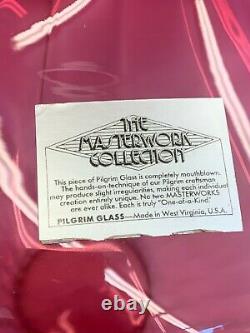 THE
MASTERWORK
COLLECTION
This piece of Pilgrim Glass is completely mouthblown.
The hands-on-technique of our Pilgrim craftsman
may produce slight irregularities, making each individual
creation entirely unique. No two MASTERWORKS
are ever alike. Each is truly "One-of-a-Kind."
PILGRIM GLASS—Made in West Virginia, U.S.A.